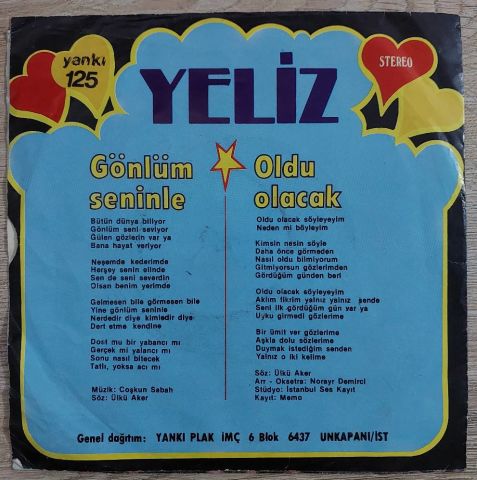 yankı
125
YELİZ
STEREO
Gönlüm
seninle
Bütün dünya biliyor
Gönlüm seni seviyor
Gülen gözlerin var ya
Bana hayat veriyor
Neşemde kederimde
Herşey senin elinde
Sen de seni severdin
Olsan benim yerimde
Gelmesen bile görmesen bile
Yine gönlüm seninle
Nerdedir diye kimledir diye
Dert etme kendine
Dost mu bir yabancı mı
Gerçek mi yalancı mı
Sonu nasıl bitecek
Tatlı, yoksa acı mı
Müzik: Coşkun Sabah
Söz: Ülkü Aker
Oldu
olacak
Oldu olacak söyleyeyim
Neden mi böyleyim
Kimsin nesin söyle
Daha önce görmeden
Nasıl oldu bilmiyorum
Gitmiyorsun gözlerimden
Gördüğüm günden beri
Oldu olacak söyleyeyim
Aklım fikrim yalnız yalnız sende
Seni ilk gördüğüm gün var ya
Uyku girmedi gözlerime
Bir ümit ver gözlerime
Aşkla dolu sözlerime
Duymak istediğim senden
Yalnız o iki kelime
Söz: Ülkü Aker
Arr - Oksetra: Norayr Demirci
Stüdyo: İstanbul Ses Kayıt
Kayıt: Memo
Genel dağıtım: YANKI PLAK İMÇ 6 Blok 6437 UNKAPANI/İST